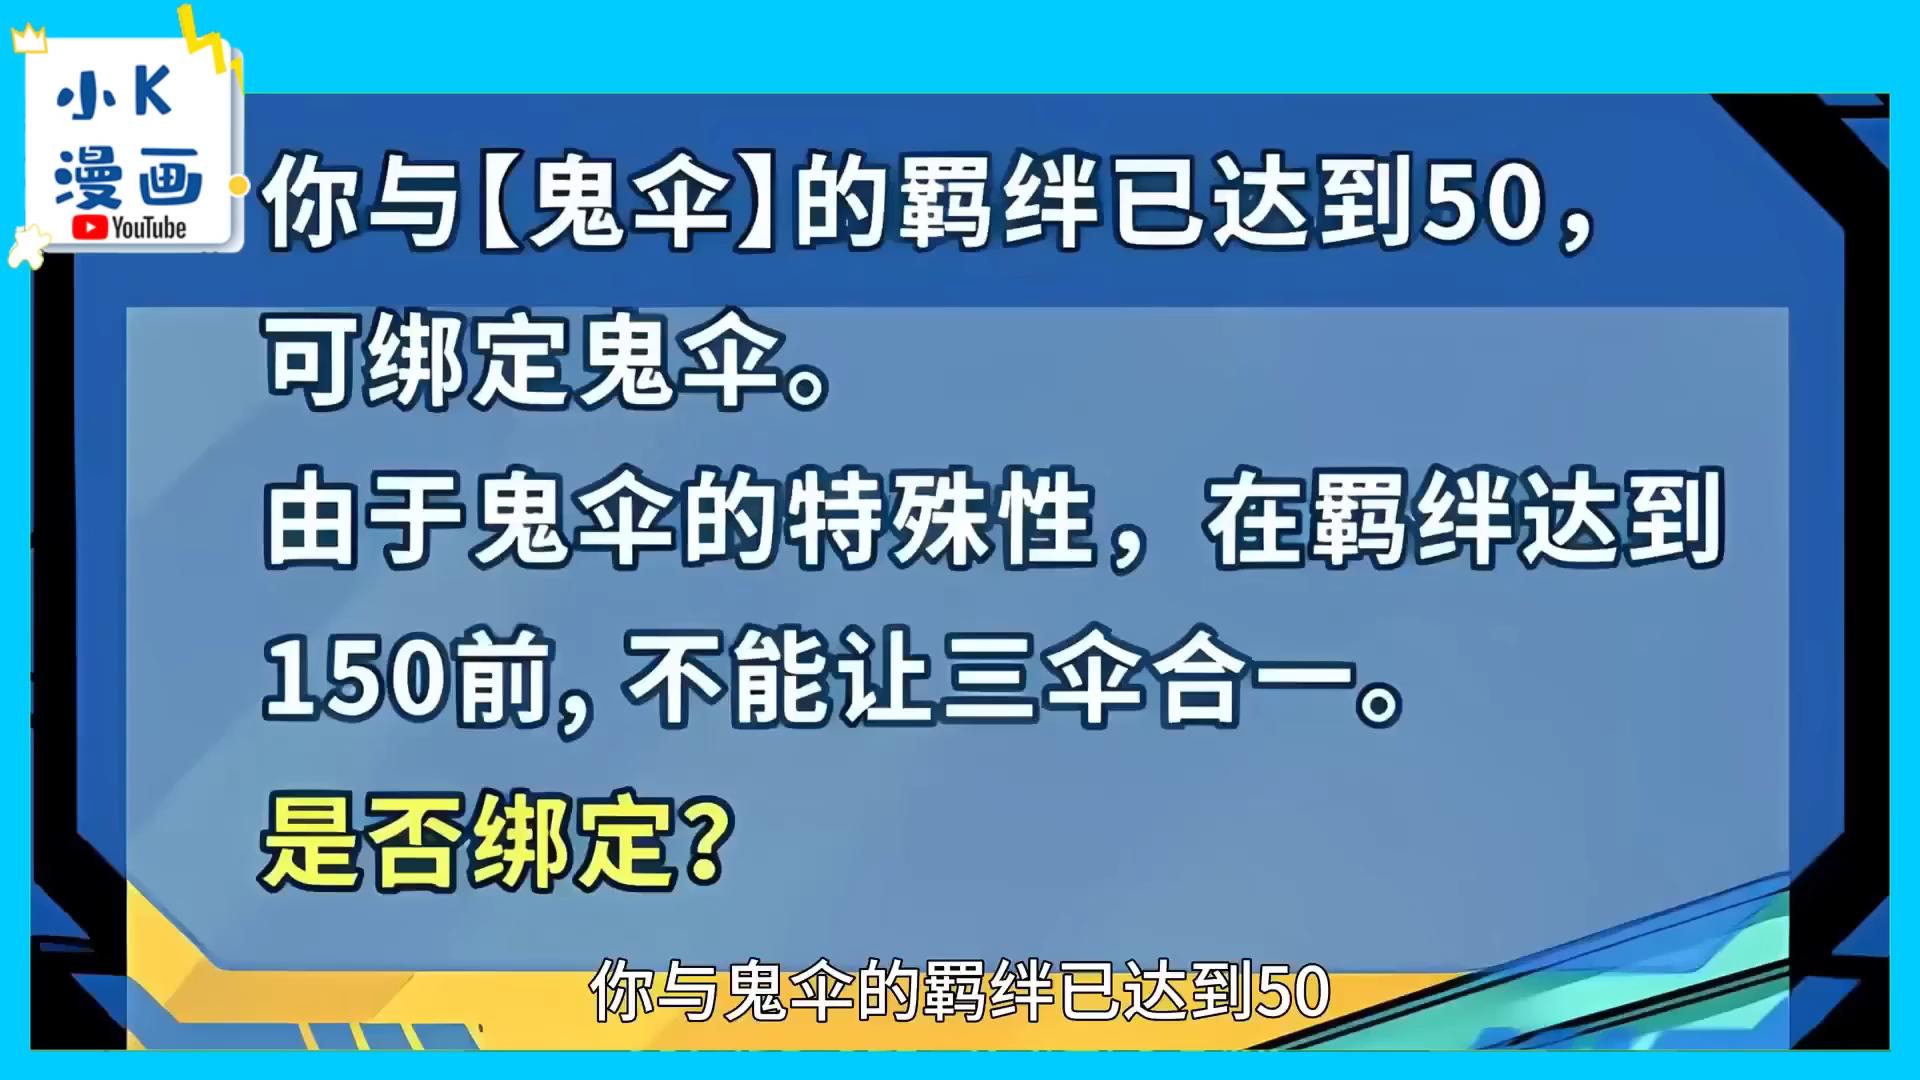 小K
漫画
YouTube
你与【鬼伞】的羁绊已达到50，
可绑定鬼伞。
由于鬼伞的特殊性，在羁绊达到
150前，不能让三伞合一。
是否绑定？
你与鬼伞的羁绊已达到50